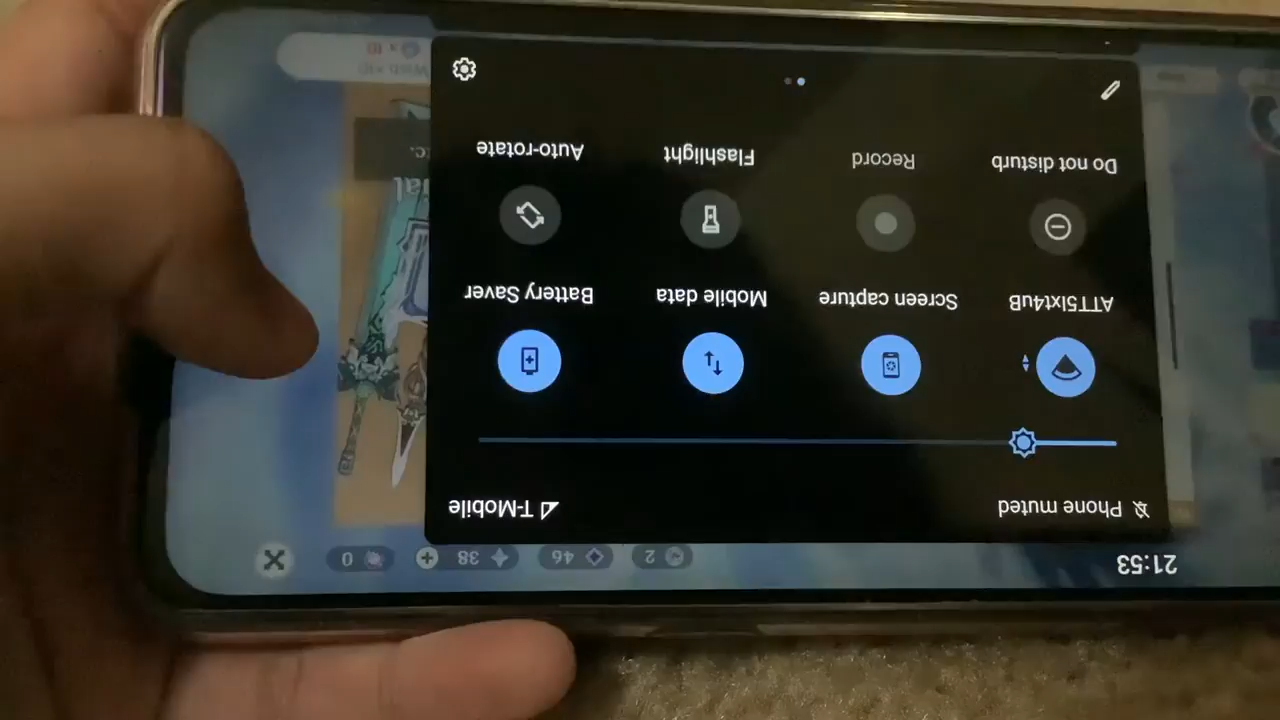 21:53
2
46
38
0
Phone muted
T-Mobile
ATT5Ixt4uB
Screen capture
Mobile data
Battery Saver
Do not disturb
Record
Flashlight
Auto-rotate